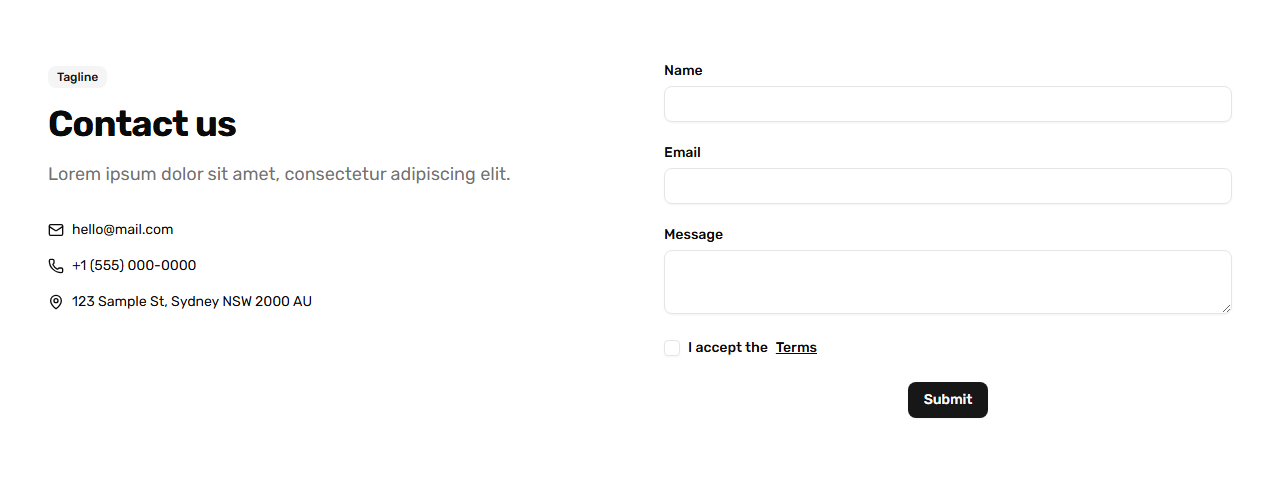 Tagline
Contact us
Lorem ipsum dolor sit amet, consectetur adipiscing elit.
hello@mail.com
+1 (555) 000-0000
123 Sample St, Sydney NSW 2000 AU
Name
Email
Message
I accept the Terms
Submit